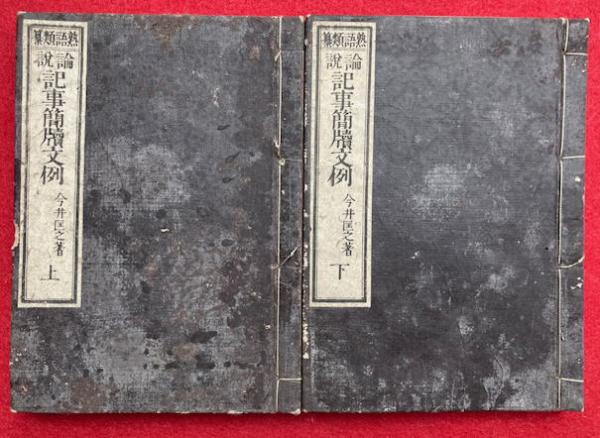 熟語類纂
論説
記事簡牘文例
今井匡之著
上
熟語類纂
論説
記事簡牘文例
今井匡之著
下